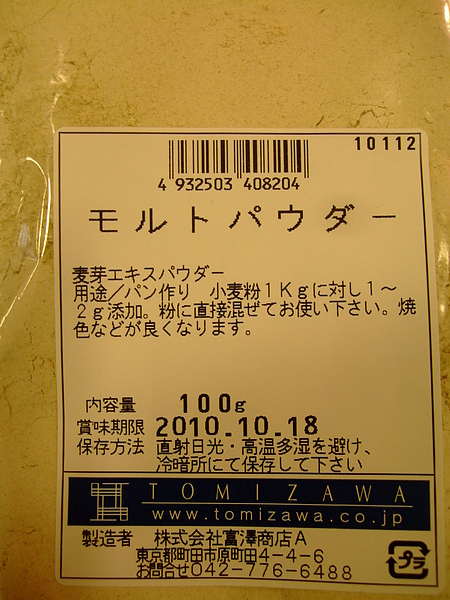 10112
4 932503 408204
モルトパウダー
麦芽エキスパウダー
用途／パン作り　小麦粉1Kgに対し1～
2g添加。粉に直接混ぜてお使い下さい。焼
色などが良くなります。
内容量 100g
賞味期限 2010.10.18
保存方法 直射日光・高温多湿を避け、
冷暗所にて保存して下さい
TOMIZAWA
www.tomizawa.co.jp
製造者 株式会社富澤商店A
東京都町田市原町田4-4-6
お問合せ042-776-6488
プラ